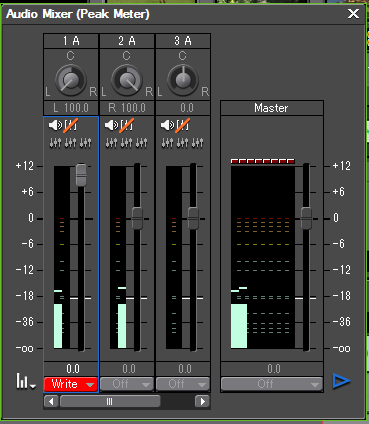 Audio Mixer (Peak Meter)
1 A 2 A 3 A
C C C
L R L R L R
L 100.0 R 100.0 0.0 Master
+12 +12
+6 +6
0 0
-6 -6
-12 -12
-18 -18
-36 -36
-oo -oo
0.0 0.0 0.0 0.0
Write Off Off Off